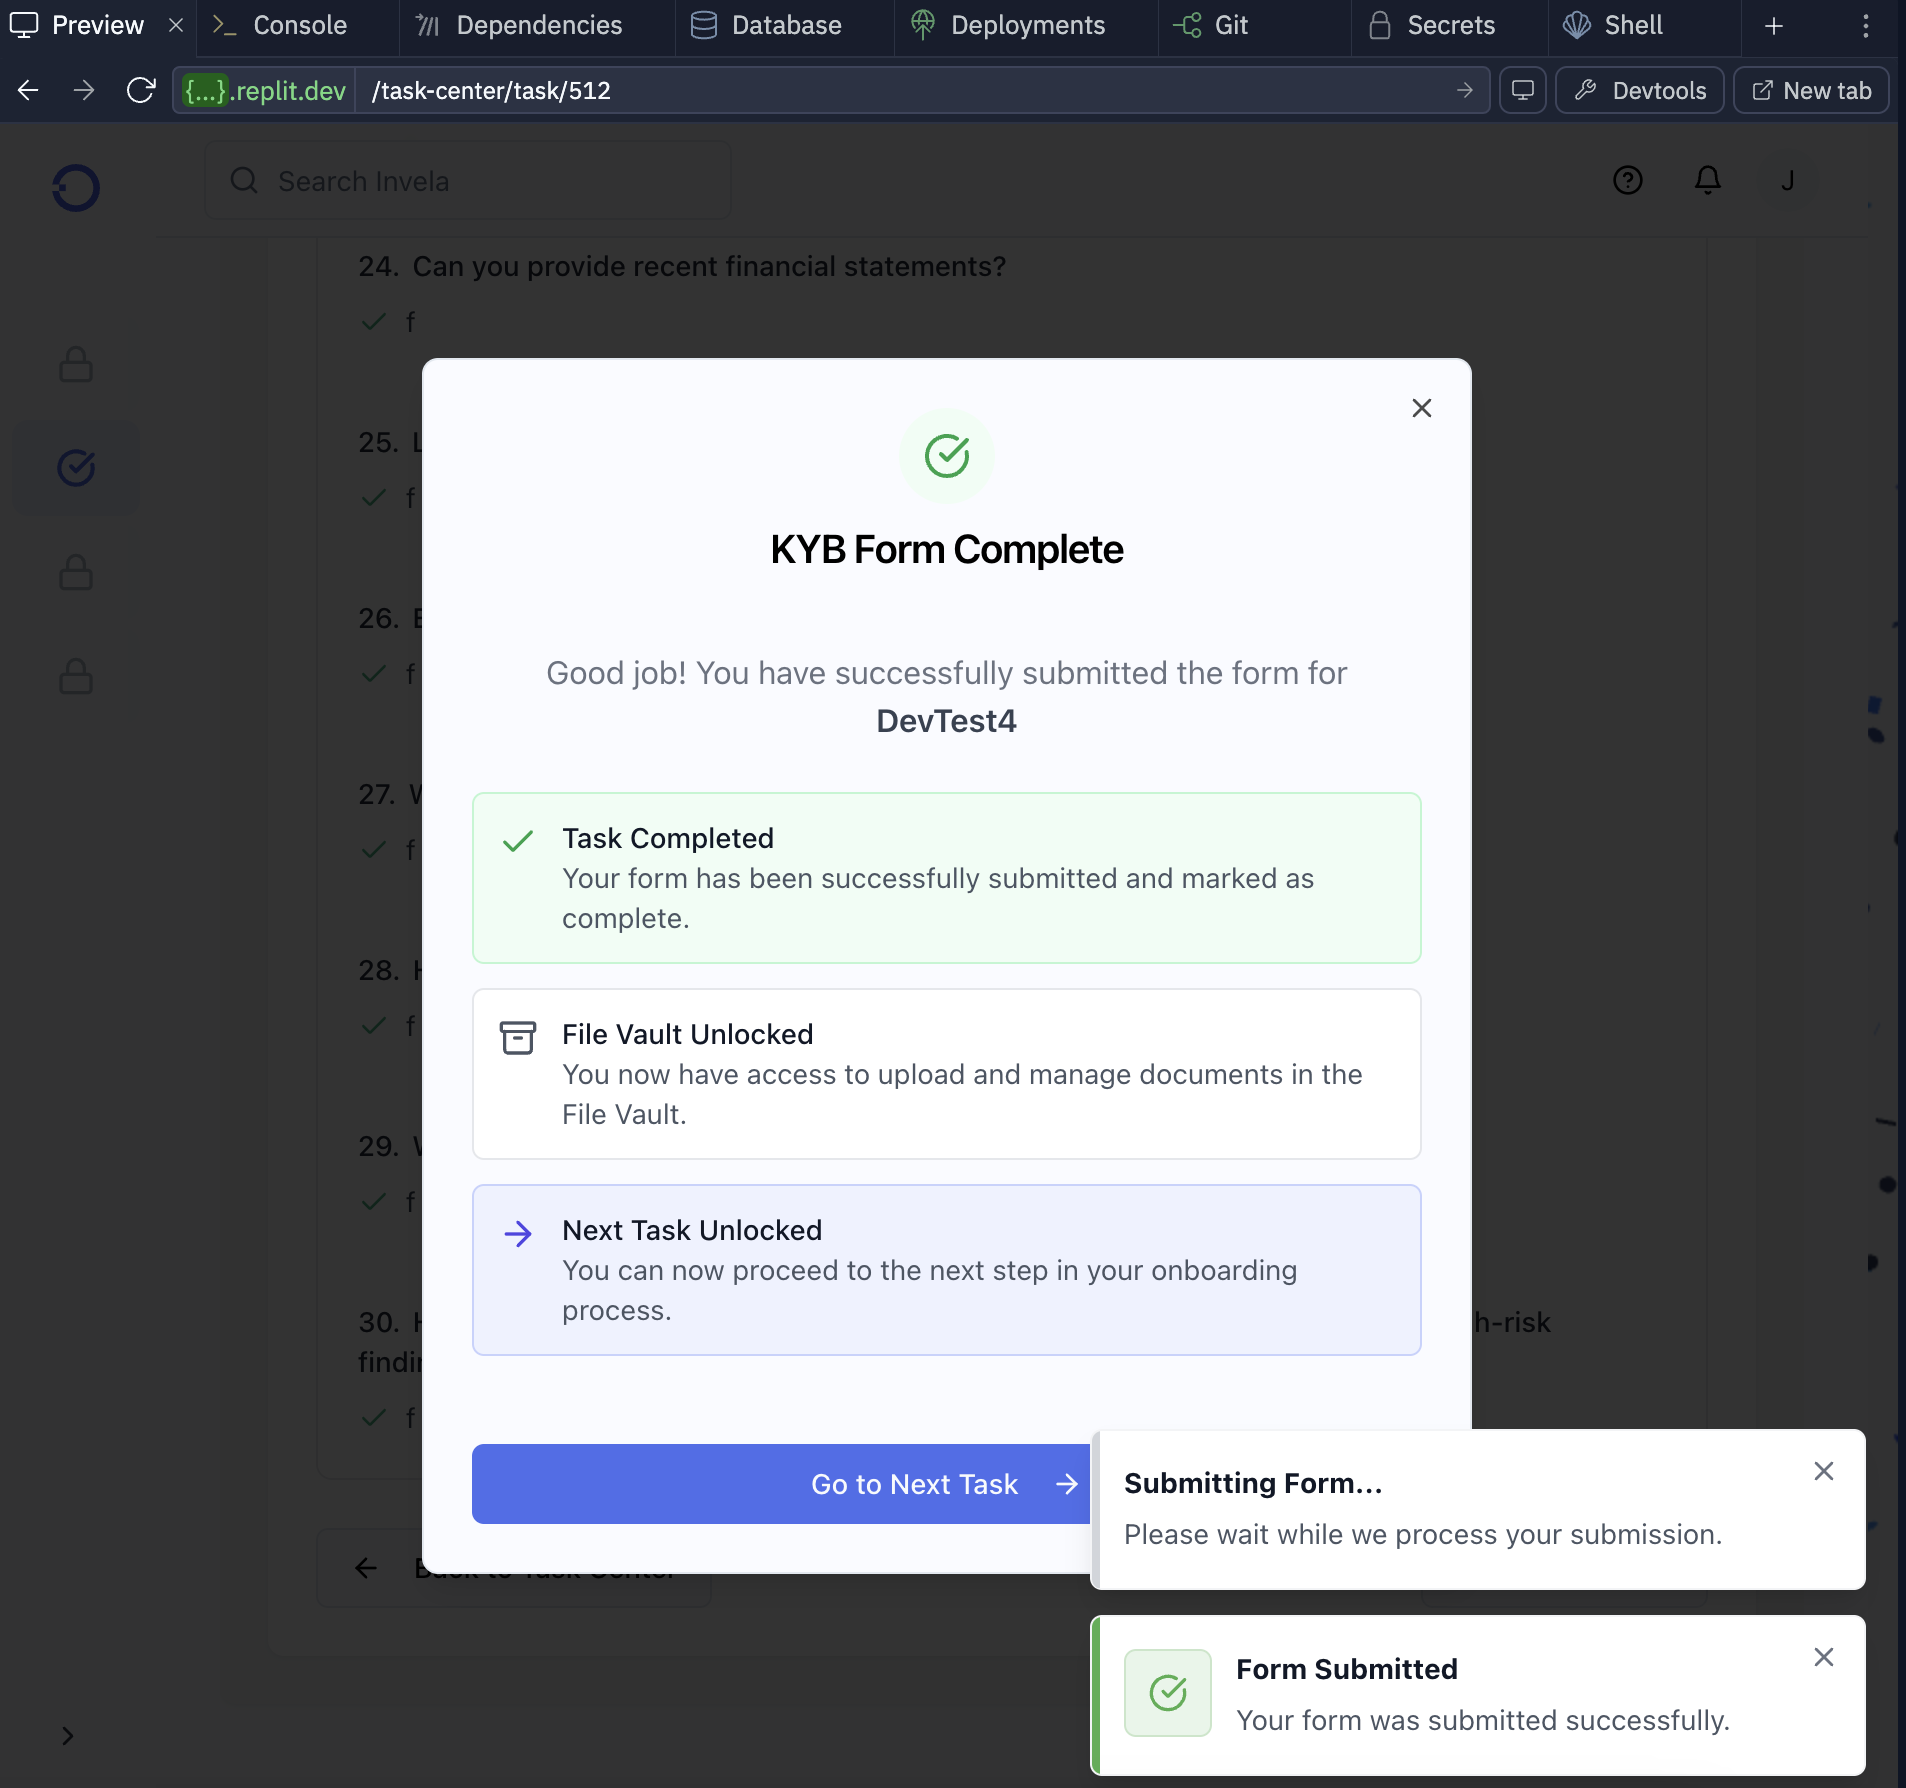 Preview
Console
Dependencies
Database
Deployments
Git
Secrets
Shell
{...}.replit.dev
/task-center/task/512
Devtools
New tab
Search Invela
J
24. Can you provide recent financial statements?
f
25.
f
26.
f
27.
f
28.
f
29.
f
30.
h-risk
f
KYB Form Complete
Good job! You have successfully submitted the form for
DevTest4
Task Completed
Your form has been successfully submitted and marked as
complete.
File Vault Unlocked
You now have access to upload and manage documents in the
File Vault.
Next Task Unlocked
You can now proceed to the next step in your onboarding
process.
Go to Next Task
Back to Task Center
Submitting Form...
Please wait while we process your submission.
Form Submitted
Your form was submitted successfully.